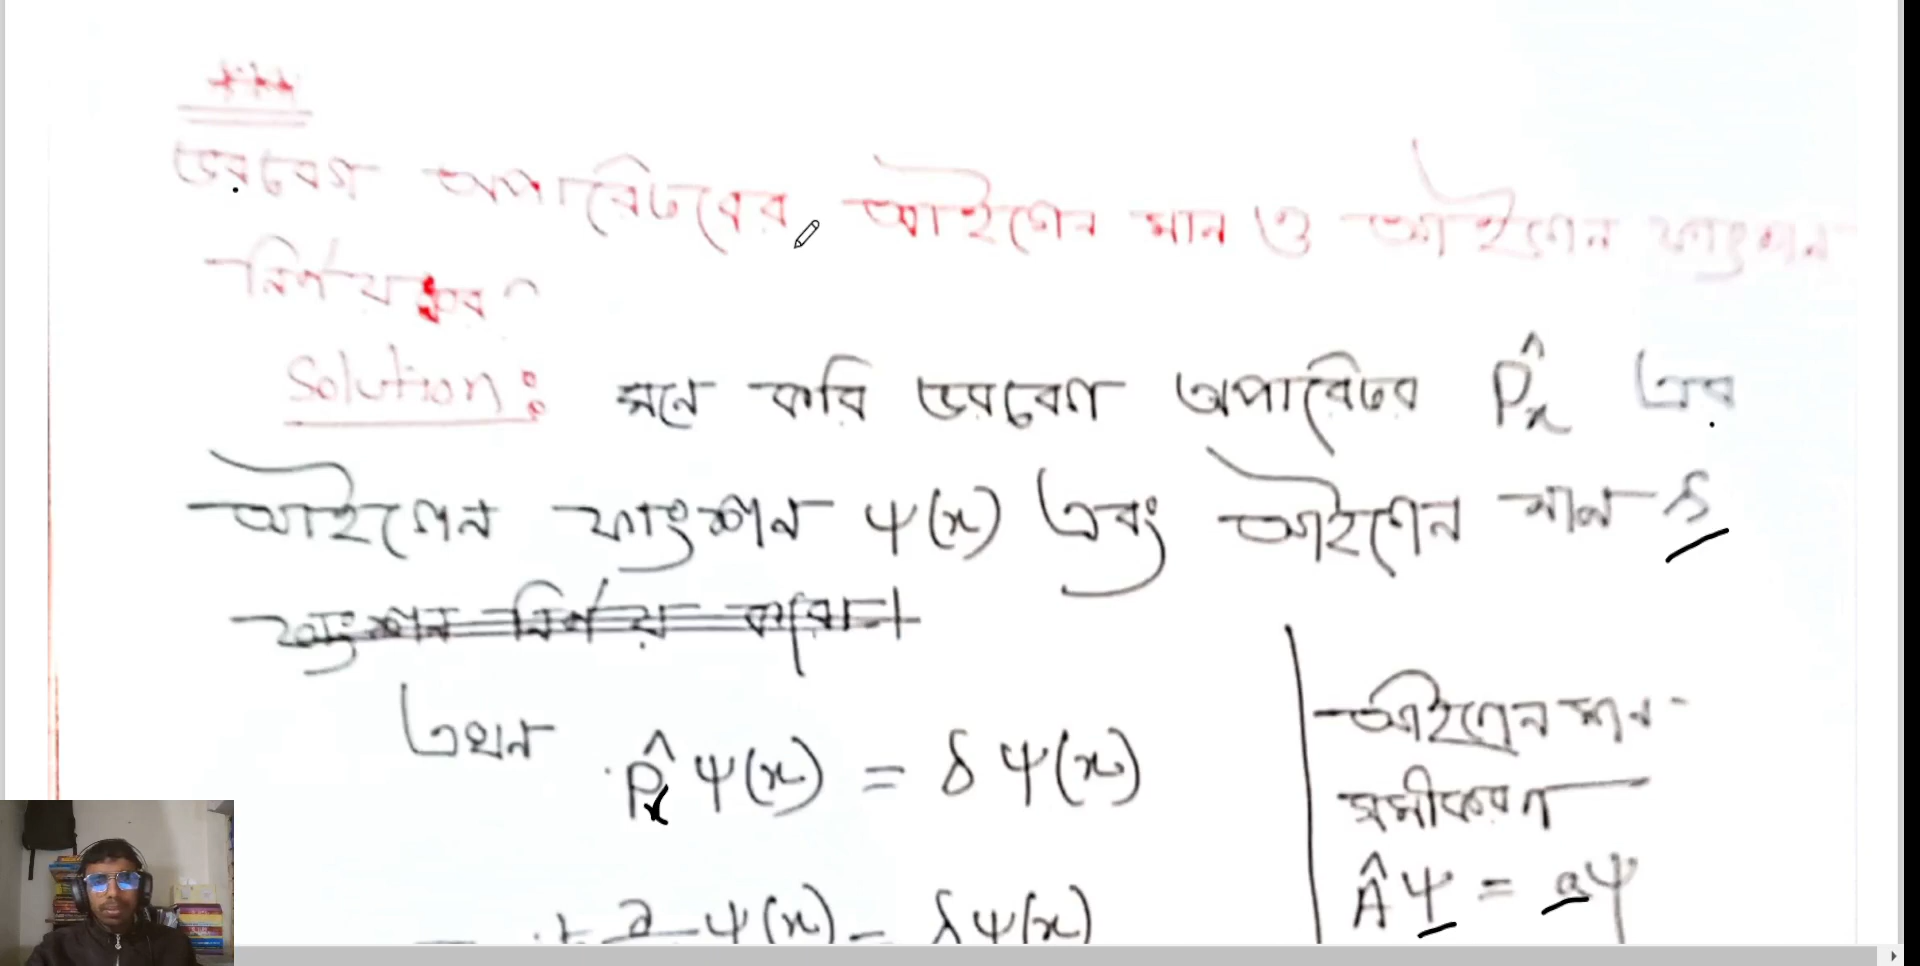 ***
ভরবেগ অপারেটরের আইগেন মান ও আইগেন ফাংশন
নির্ণয় কর
Solution: মনে করি ভরবেগ অপারেটর P̂x এর
আইগেন ফাংশন Ψ(x) এবং আইগেন মান δ
ফাংশন নির্ণয় করো।
তখন P̂x Ψ(x) = δ Ψ(x)
আইগেন মান
সমীকরণ
ÂΨ = aΨ
∂ Ψ(x) = δΨ(x)